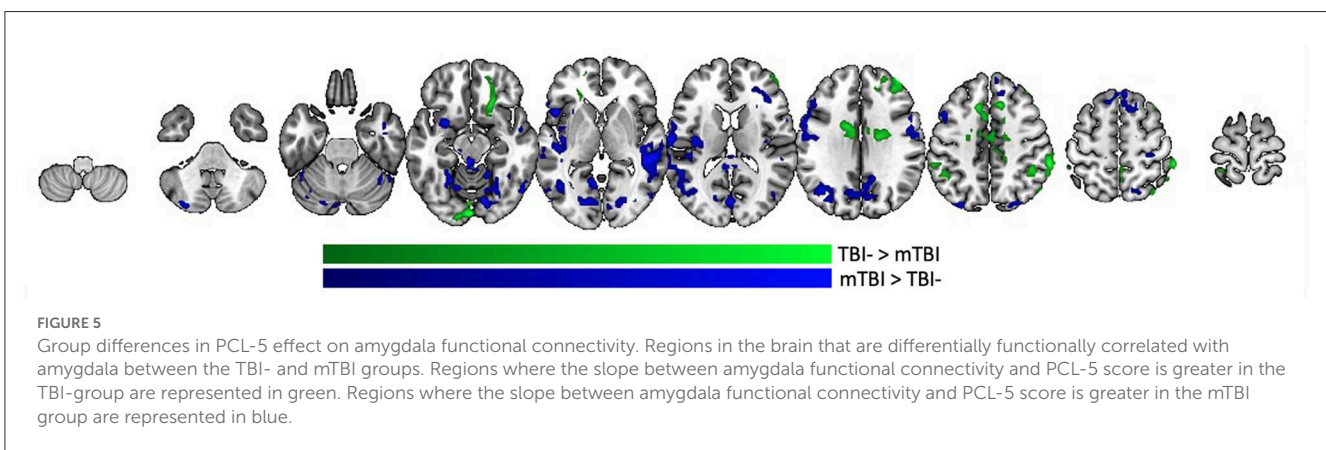 TBI- > mTBI
mTBI > TBI-
FIGURE 5
Group differences in PCL-5 effect on amygdala functional connectivity. Regions in the brain that are differentially functionally correlated with
amygdala between the TBI- and mTBI groups. Regions where the slope between amygdala functional connectivity and PCL-5 score is greater in the
TBI-group are represented in green. Regions where the slope between amygdala functional connectivity and PCL-5 score is greater in the mTBI
group are represented in blue.